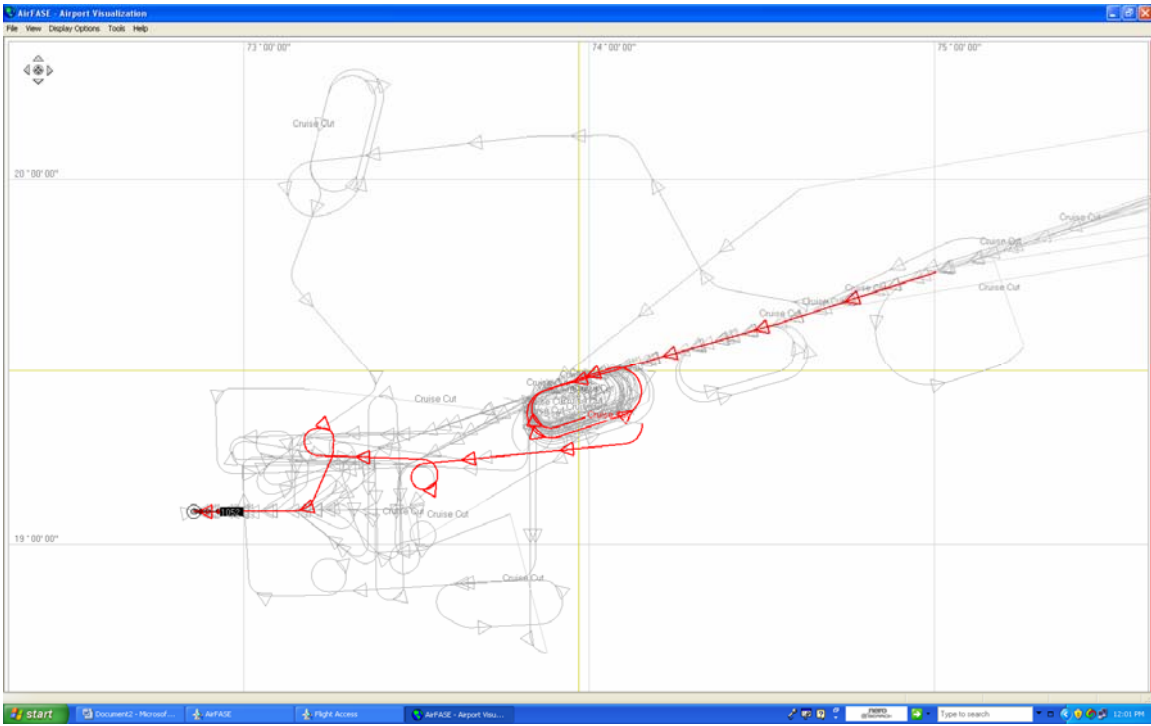 AirFASE - Airport Visualization
File View Display Options Tools Help
73 °00'00"
74 °00'00"
75 °00'00"
Cruise Cut
20 °00'00"
Cruise Cut
Cruise Cut
Cruise Cut
Cruise Cut
Cruise Cut
Cruise Cut
Cruise Cut
1052
Cruise Cut
19 °00'00"
Cruise Cut
start
Document2 - Microsof...
AirFASE
Flight Access
AirFASE - Airport Visu...
nero
Type to search
12:01 PM